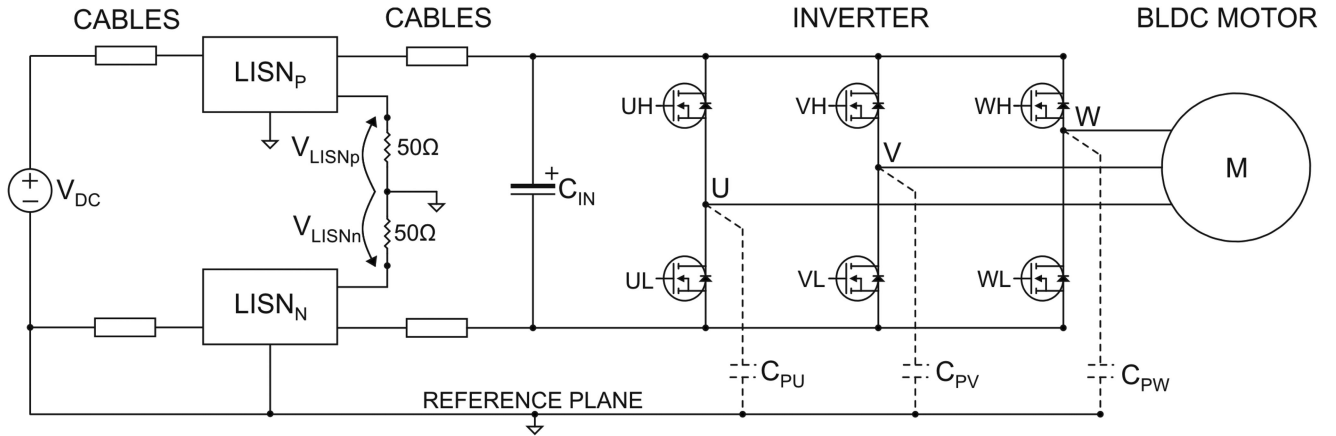 CABLES
CABLES
INVERTER
BLDC MOTOR
LISNP
UH
VH
WH
W
VLISNp
50Ω
V
M
+
−
VDC
+
CIN
U
VLISNn
50Ω
UL
VL
WL
LISNN
CPU
CPV
CPW
REFERENCE PLANE